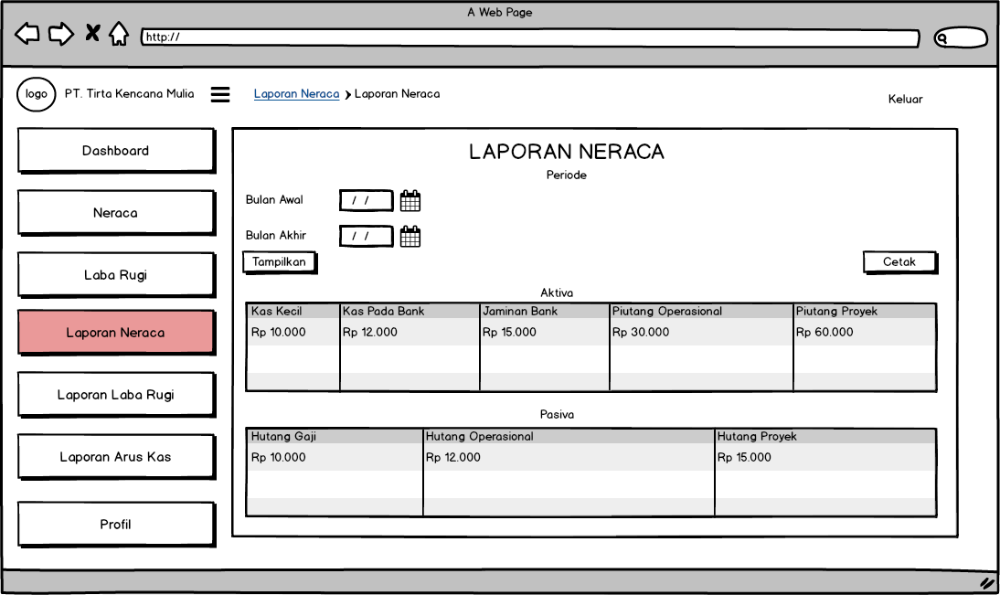 A Web Page
http://
logo PT. Tirta Kencana Mulia Laporan Neraca Laporan Neraca Keluar
Dashboard
Neraca
Laba Rugi
Laporan Neraca
Laporan Laba Rugi
Laporan Arus Kas
Profil
LAPORAN NERACA
Periode
Bulan Awal / /
Bulan Akhir / /
Tampilkan Cetak
Aktiva
Kas Kecil Kas Pada Bank Jaminan Bank Piutang Operasional Piutang Proyek
Rp 10.000 Rp 12.000 Rp 15.000 Rp 30.000 Rp 60.000
Pasiva
Hutang Gaji Hutang Operasional Hutang Proyek
Rp 10.000 Rp 12.000 Rp 15.000